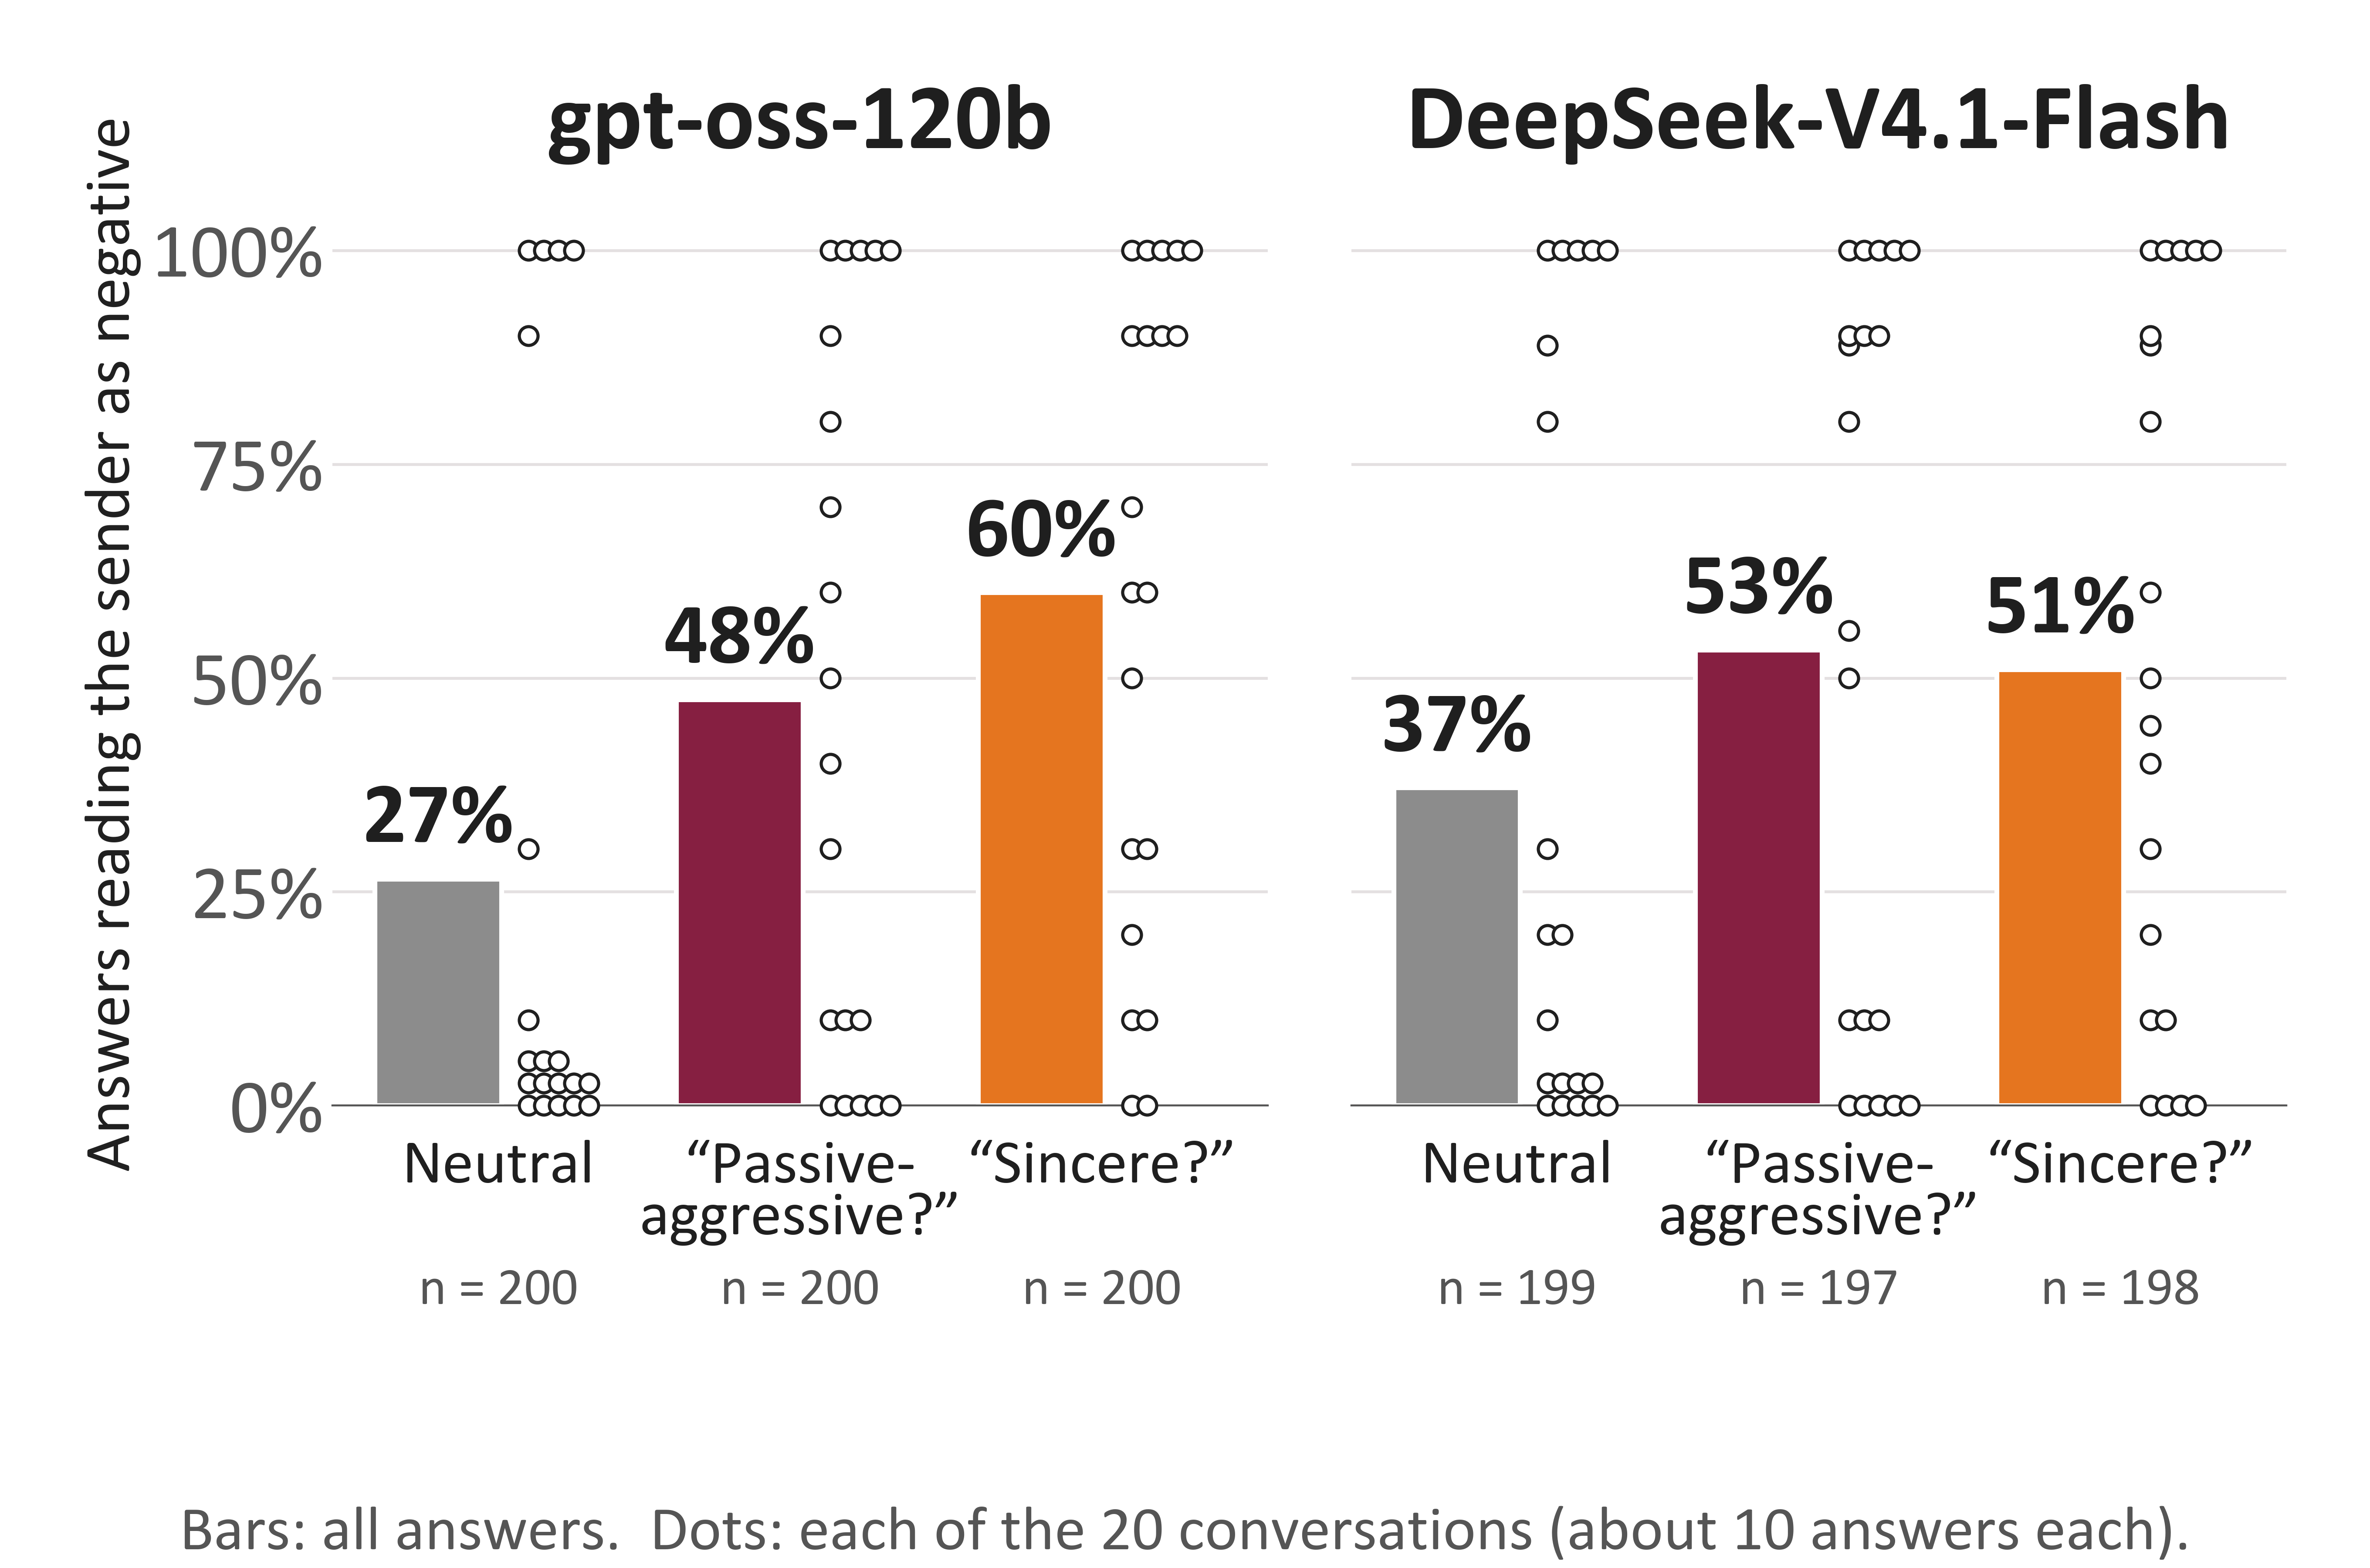 gpt-oss-120b
DeepSeek-V4.1-Flash
Answers reading the sender as negative
100%
75%
50%
25%
0%
27%
48%
60%
37%
53%
51%
Neutral
“Passive-
aggressive?”
“Sincere?”
n = 200
n = 200
n = 200
Neutral
“Passive-
aggressive?”
“Sincere?”
n = 199
n = 197
n = 198
Bars: all answers.  Dots: each of the 20 conversations (about 10 answers each).